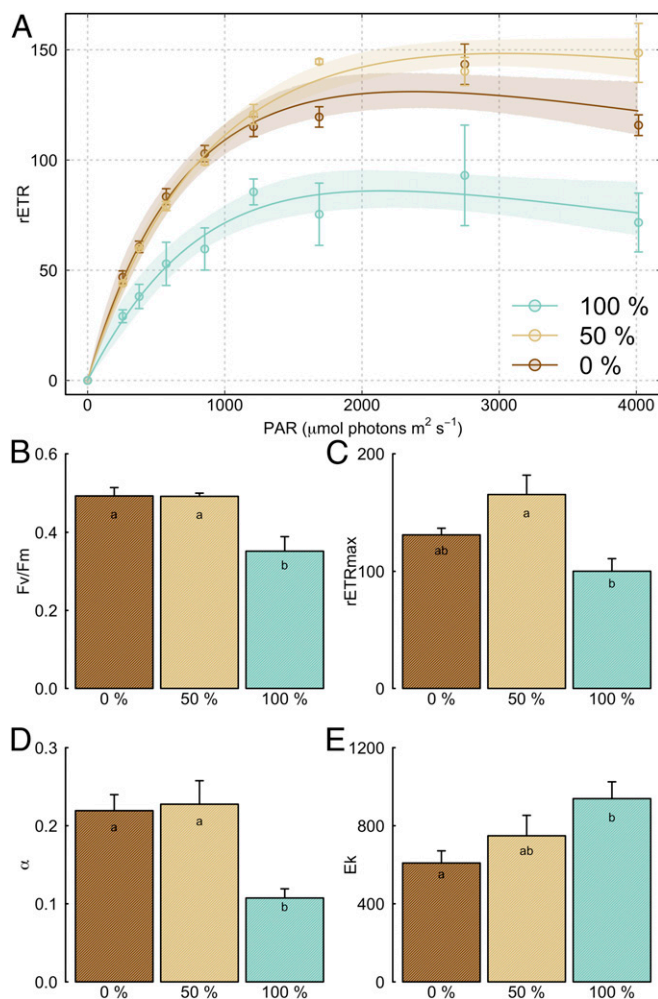 A
150
100
50
0
rETR
100 %
50 %
0 %
0 1000 2000 3000 4000
PAR (μmol photons m² s⁻¹)
B
0.6
0.4
0.2
0.0
Fv/Fm
a a b
0 % 50 % 100 %
C
200
100
0
rETRmax
ab a b
0 % 50 % 100 %
D
0.3
0.2
0.1
0.0
α
a a b
0 % 50 % 100 %
E
1200
800
400
0
Ek
a ab b
0 % 50 % 100 %